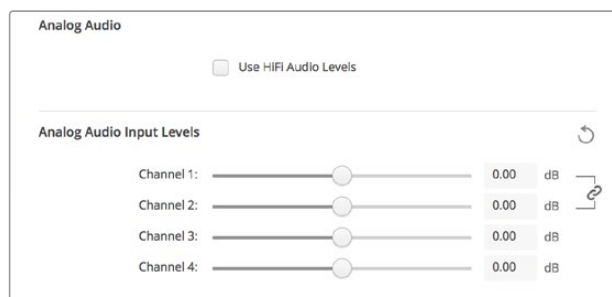 Analog Audio
Use HiFi Audio Levels
Analog Audio Input Levels
Channel 1: 0.00 dB
Channel 2: 0.00 dB
Channel 3: 0.00 dB
Channel 4: 0.00 dB